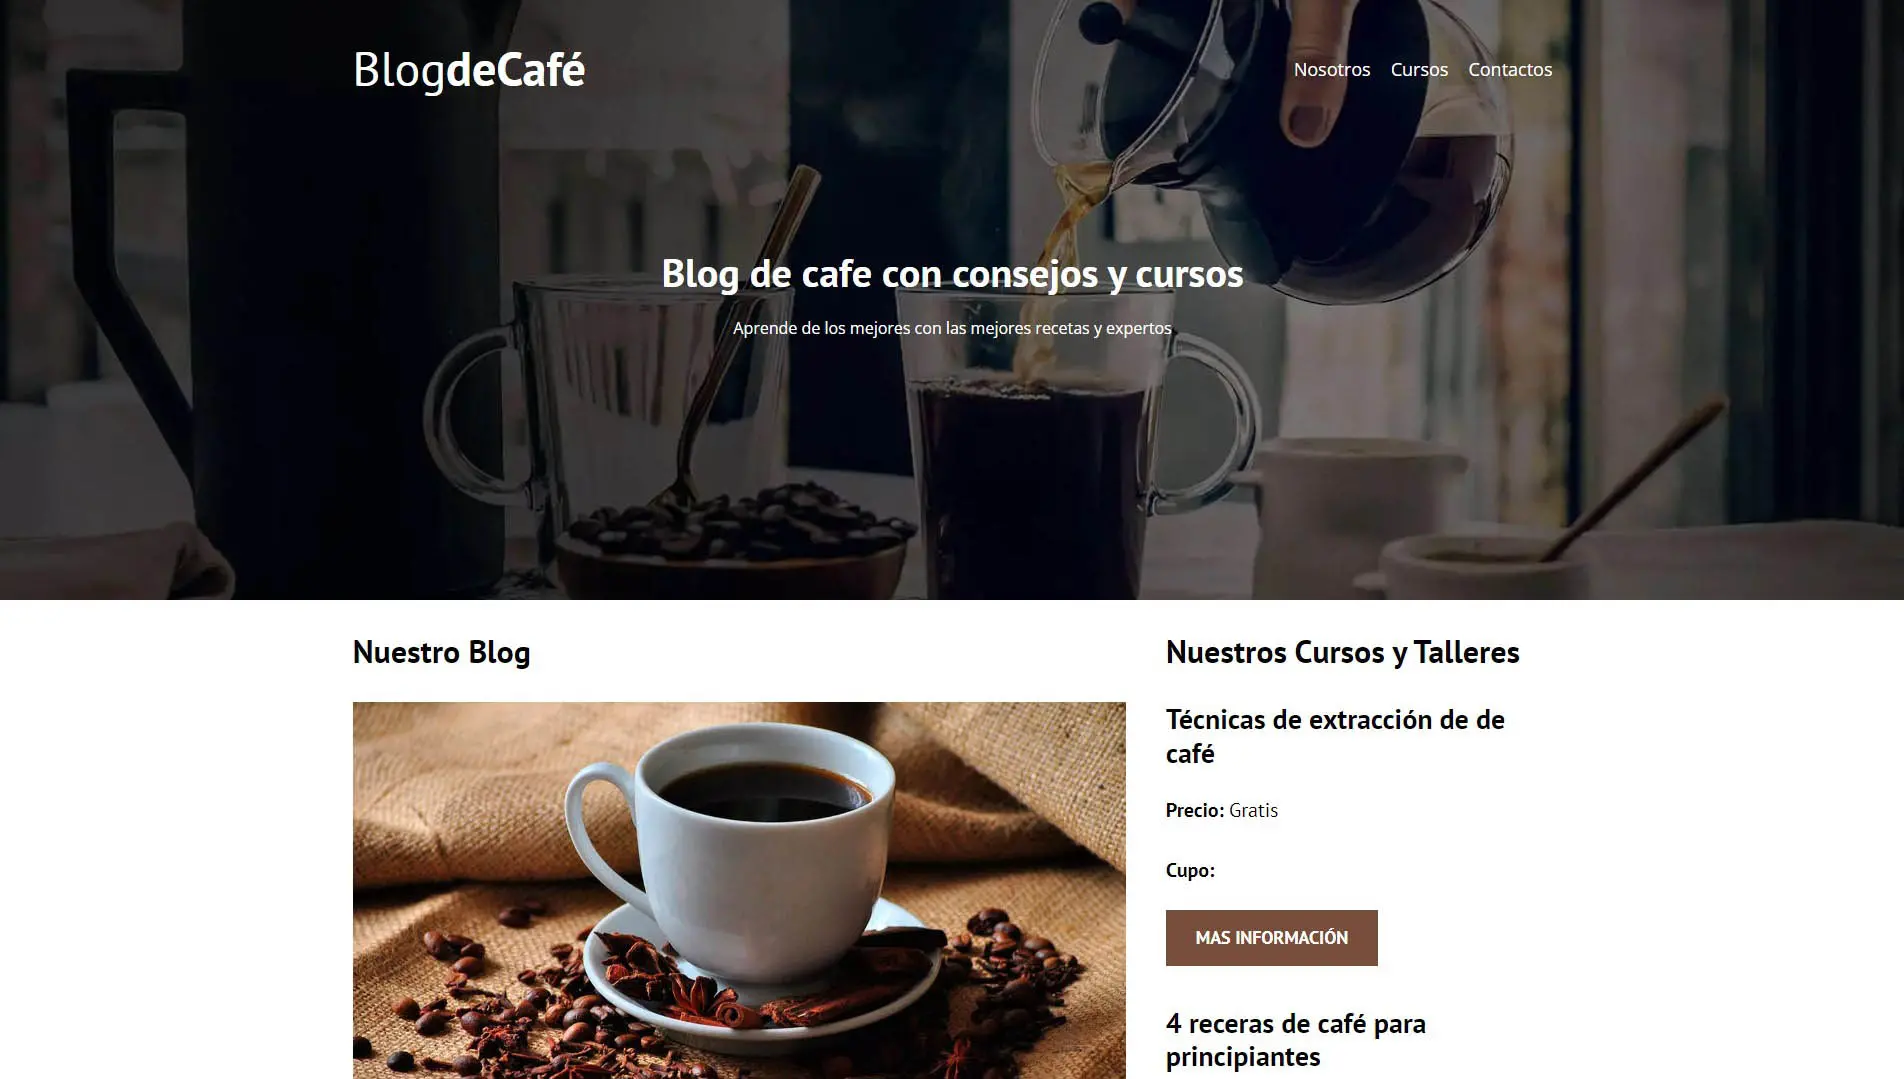 BlogdeCafé
Nosotros Cursos Contactos
Blog de cafe con consejos y cursos
Aprende de los mejores con las mejores recetas y expertos
Nuestro Blog
Nuestros Cursos y Talleres
Técnicas de extracción de de
café
Precio: Gratis
Cupo:
MAS INFORMACIÓN
4 receras de café para
principiantes